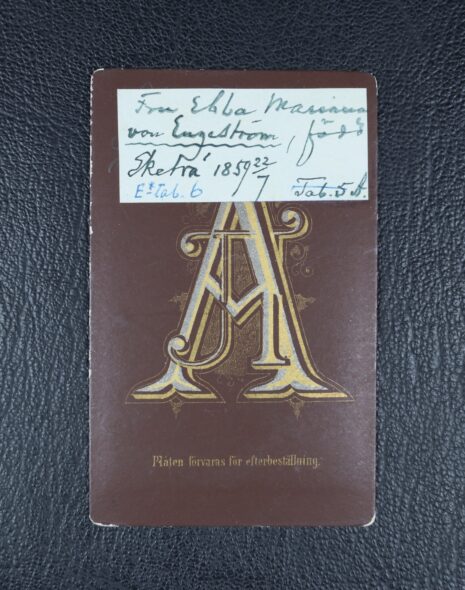 Fru Ebba Mariana
von Engeström, född
Sketrå 1859 22/7
E: Tab. 6 Tab. 5 A.
A
Plåten förvaras för efterbeställning.